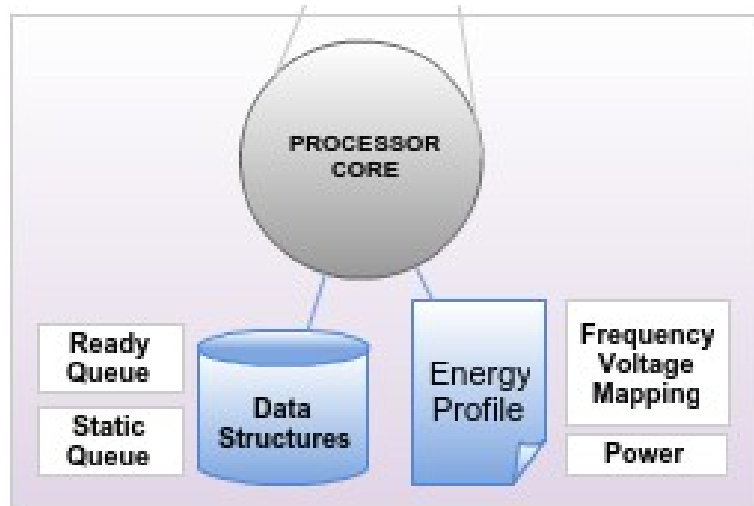 PROCESSOR
CORE
Ready
Queue
Static
Queue
Data
Structures
Energy
Profile
Frequency
Voltage
Mapping
Power